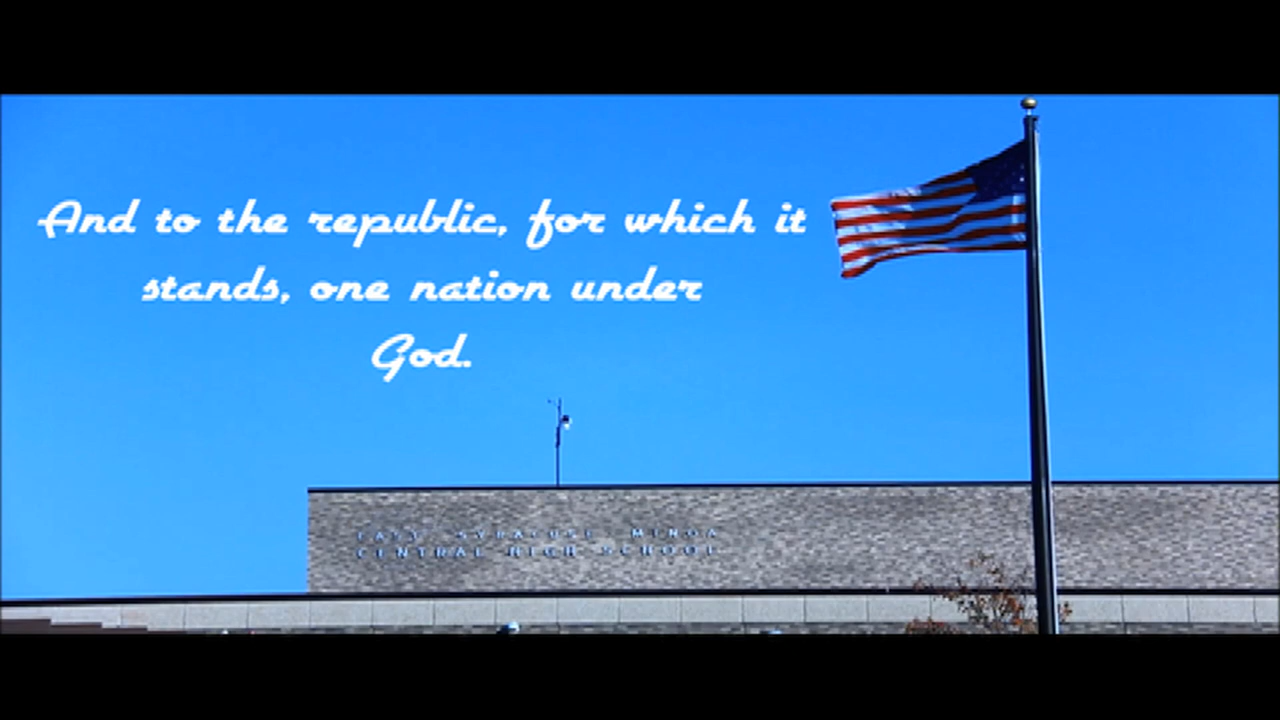 And to the republic, for which it
stands, one nation under
God.
EAST SYRACUSE MINOA
CENTRAL HIGH SCHOOL